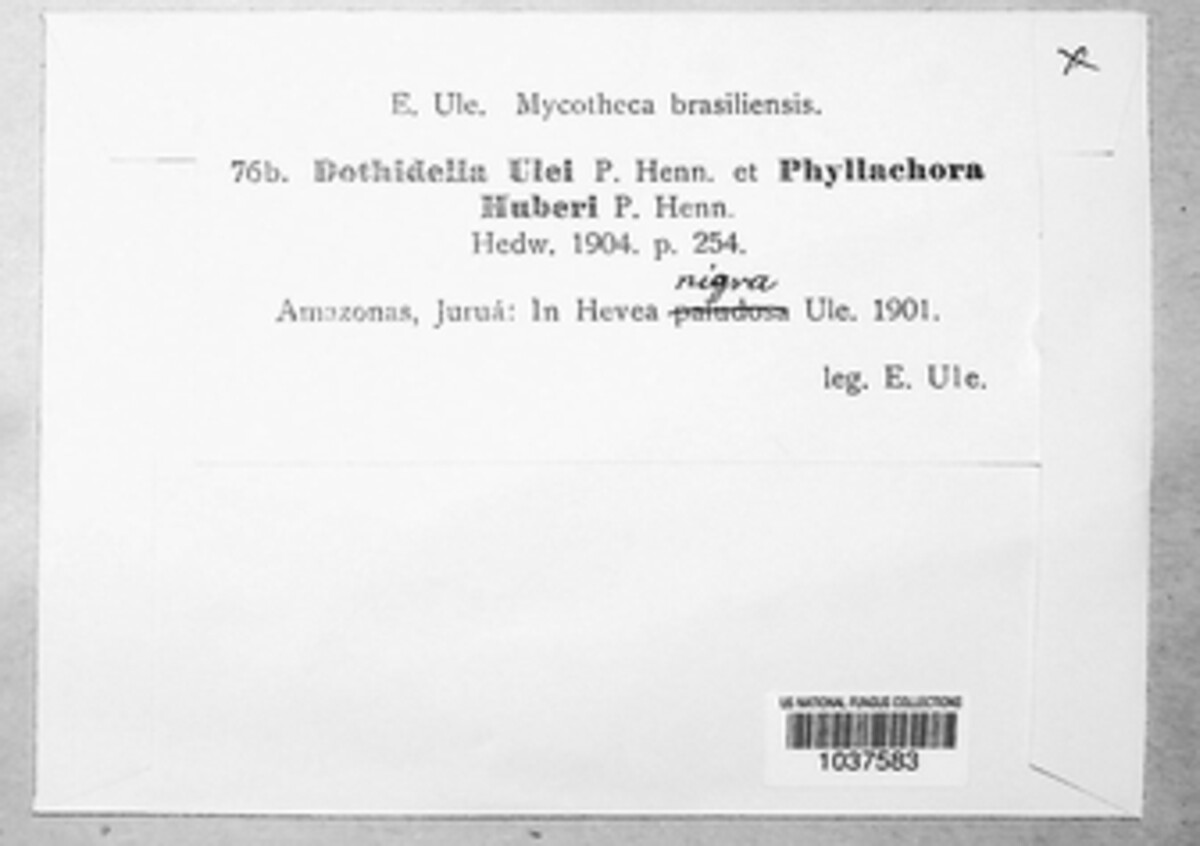 E. Ule. Mycotheca brasiliensis.
76b. Dothidella Ulei P. Henn. et Phyllachora
Huberi P. Henn.
Hedw. 1904. p. 254.
nigra
Amazonas, Juruá: In Hevea paludosa Ule. 1901.
leg. E. Ule.
US NATIONAL FUNGUS COLLECTIONS
1037583